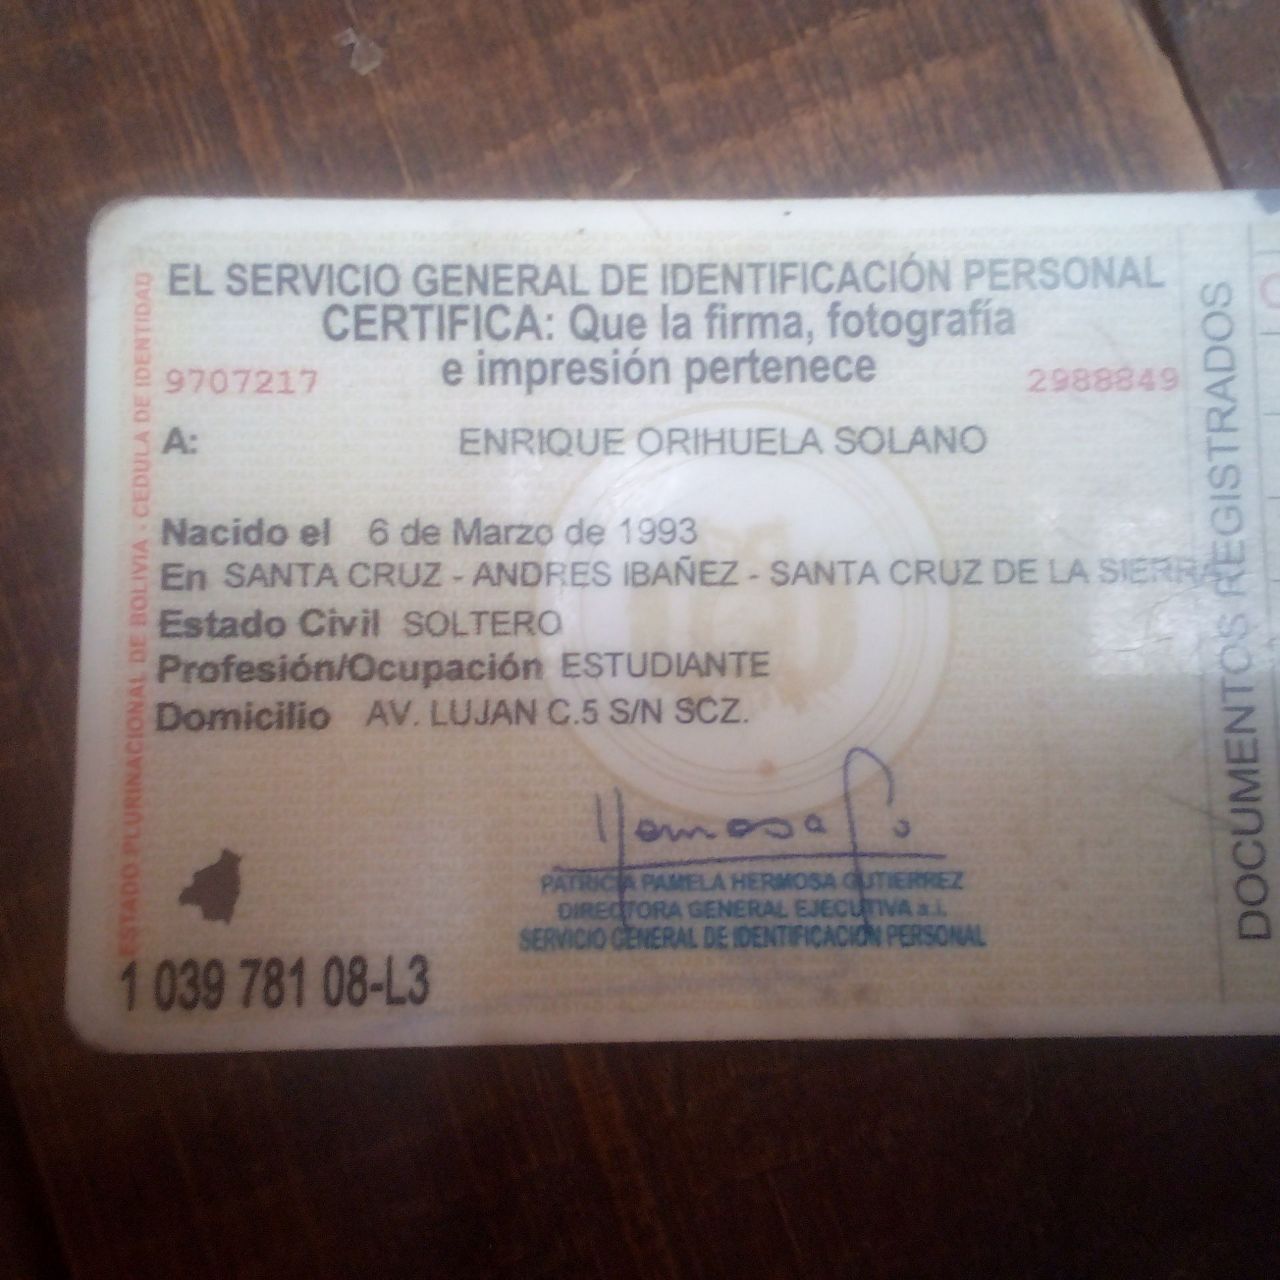 EL SERVICIO GENERAL DE IDENTIFICACIÓN PERSONAL
CERTIFICA: Que la firma, fotografía
e impresión pertenece
9707217
2988849
A: ENRIQUE ORIHUELA SOLANO
Nacido el 6 de Marzo de 1993
En SANTA CRUZ - ANDRES IBAÑEZ - SANTA CRUZ DE LA SIERRA
Estado Civil SOLTERO
Profesión/Ocupación ESTUDIANTE
Domicilio AV. LUJAN C.5 S/N SCZ.
PATRICIA PAMELA HERMOSA GUTIERREZ
DIRECTORA GENERAL EJECUTIVA a.i.
SERVICIO GENERAL DE IDENTIFICACIÓN PERSONAL
1 039 781 08-L3
ESTADO PLURINACIONAL DE BOLIVIA - CEDULA DE IDENTIDAD
DOCUMENTOS REGISTRADOS